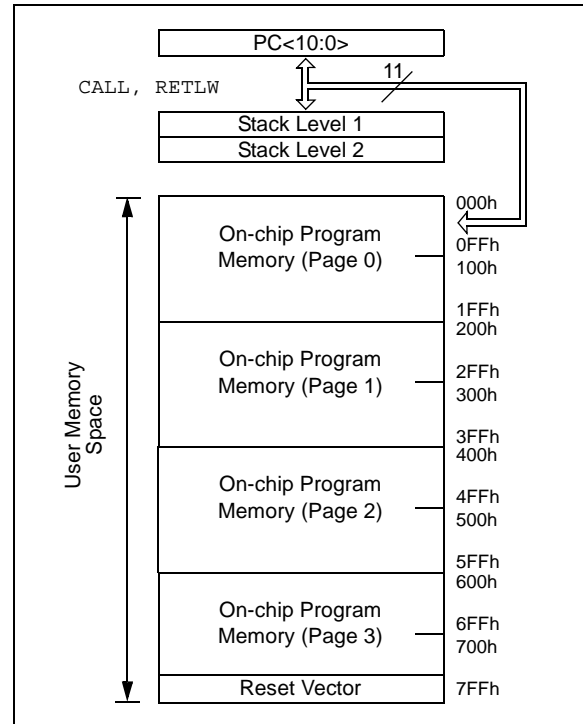 PC<10:0>
11
CALL, RETLW
Stack Level 1
Stack Level 2
000h
On-chip Program
Memory (Page 0)
0FFh
100h
1FFh
200h
On-chip Program
Memory (Page 1)
2FFh
300h
3FFh
400h
User Memory
Space
On-chip Program
Memory (Page 2)
4FFh
500h
5FFh
600h
On-chip Program
Memory (Page 3)
6FFh
700h
Reset Vector
7FFh